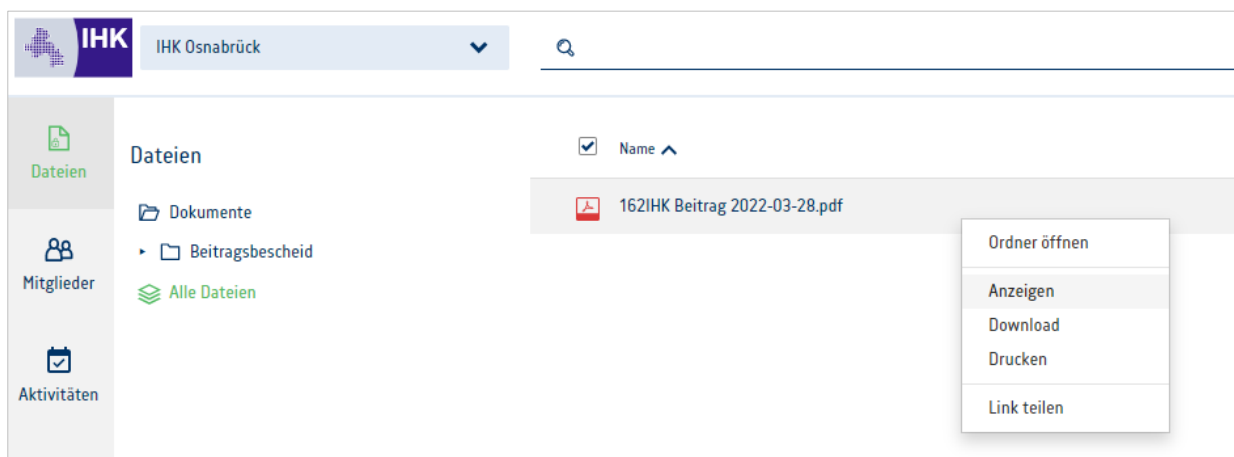 IHK
IHK Osnabrück
Dateien
Mitglieder
Aktivitäten
Dateien
Dokumente
Beitragsbescheid
Alle Dateien
Name
162IHK Beitrag 2022-03-28.pdf
Ordner öffnen
Anzeigen
Download
Drucken
Link teilen